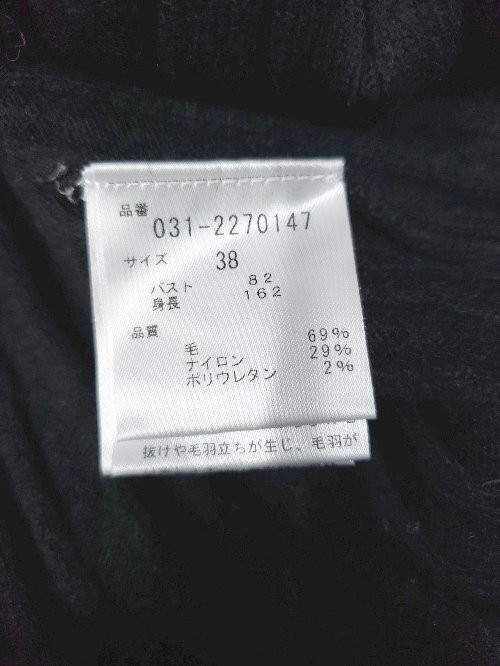 品番
031-2270147
サイズ 38
バスト 82
身長 162
品質
毛 69%
ナイロン 29%
ポリウレタン 2%
抜けや毛羽立ちが生じ、毛羽が